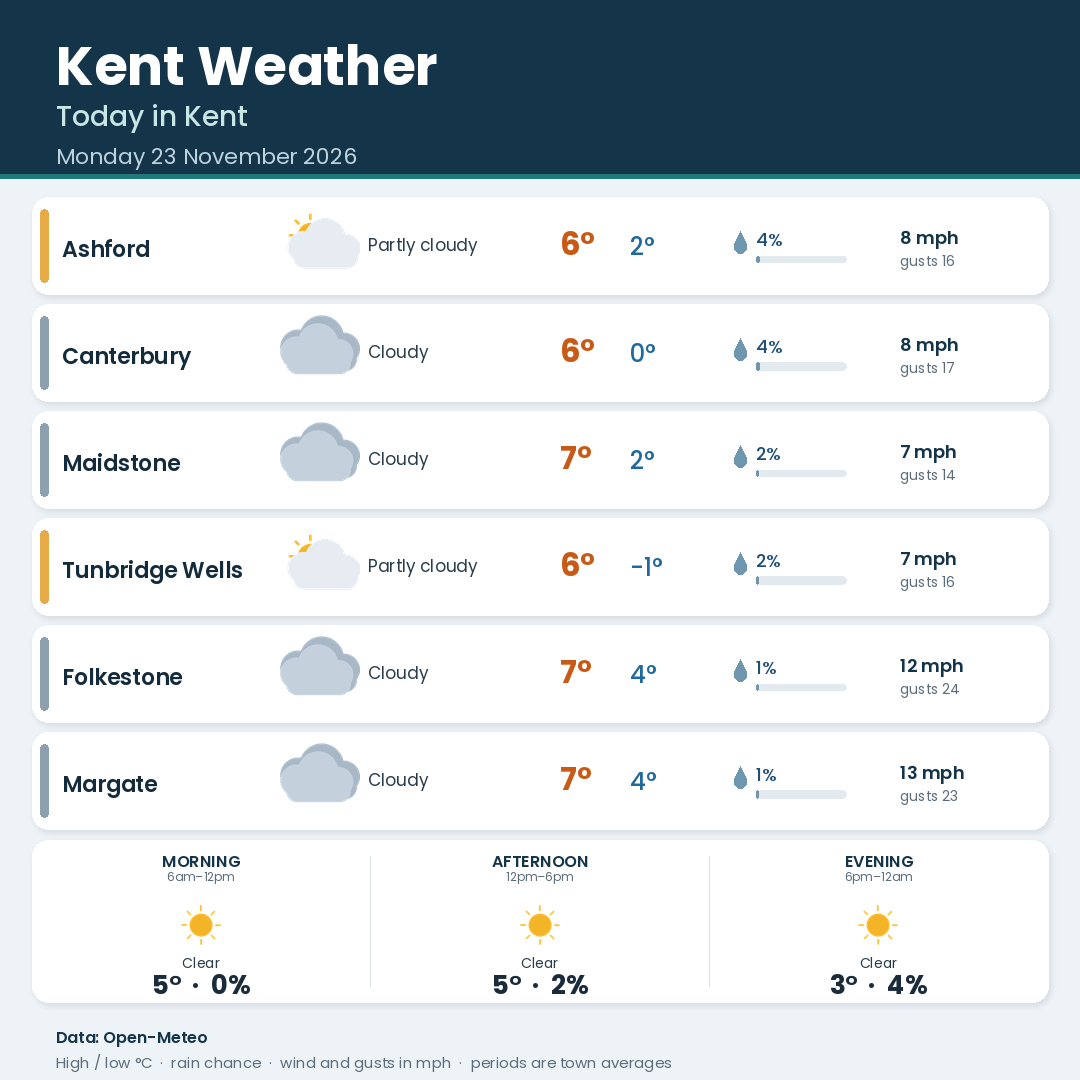 Kent Weather
Today in Kent
Monday 23 November 2026
Ashford Partly cloudy 6° 2° 4% 8 mph
gusts 16
Canterbury Cloudy 6° 0° 4% 8 mph
gusts 17
Maidstone Cloudy 7° 2° 2% 7 mph
gusts 14
Tunbridge Wells Partly cloudy 6° -1° 2% 7 mph
gusts 16
Folkestone Cloudy 7° 4° 1% 12 mph
gusts 24
Margate Cloudy 7° 4° 1% 13 mph
gusts 23
MORNING AFTERNOON EVENING
6am–12pm 12pm–6pm 6pm–12am
Clear Clear Clear
5° · 0% 5° · 2% 3° · 4%
Data: Open-Meteo
High / low °C · rain chance · wind and gusts in mph · periods are town averages